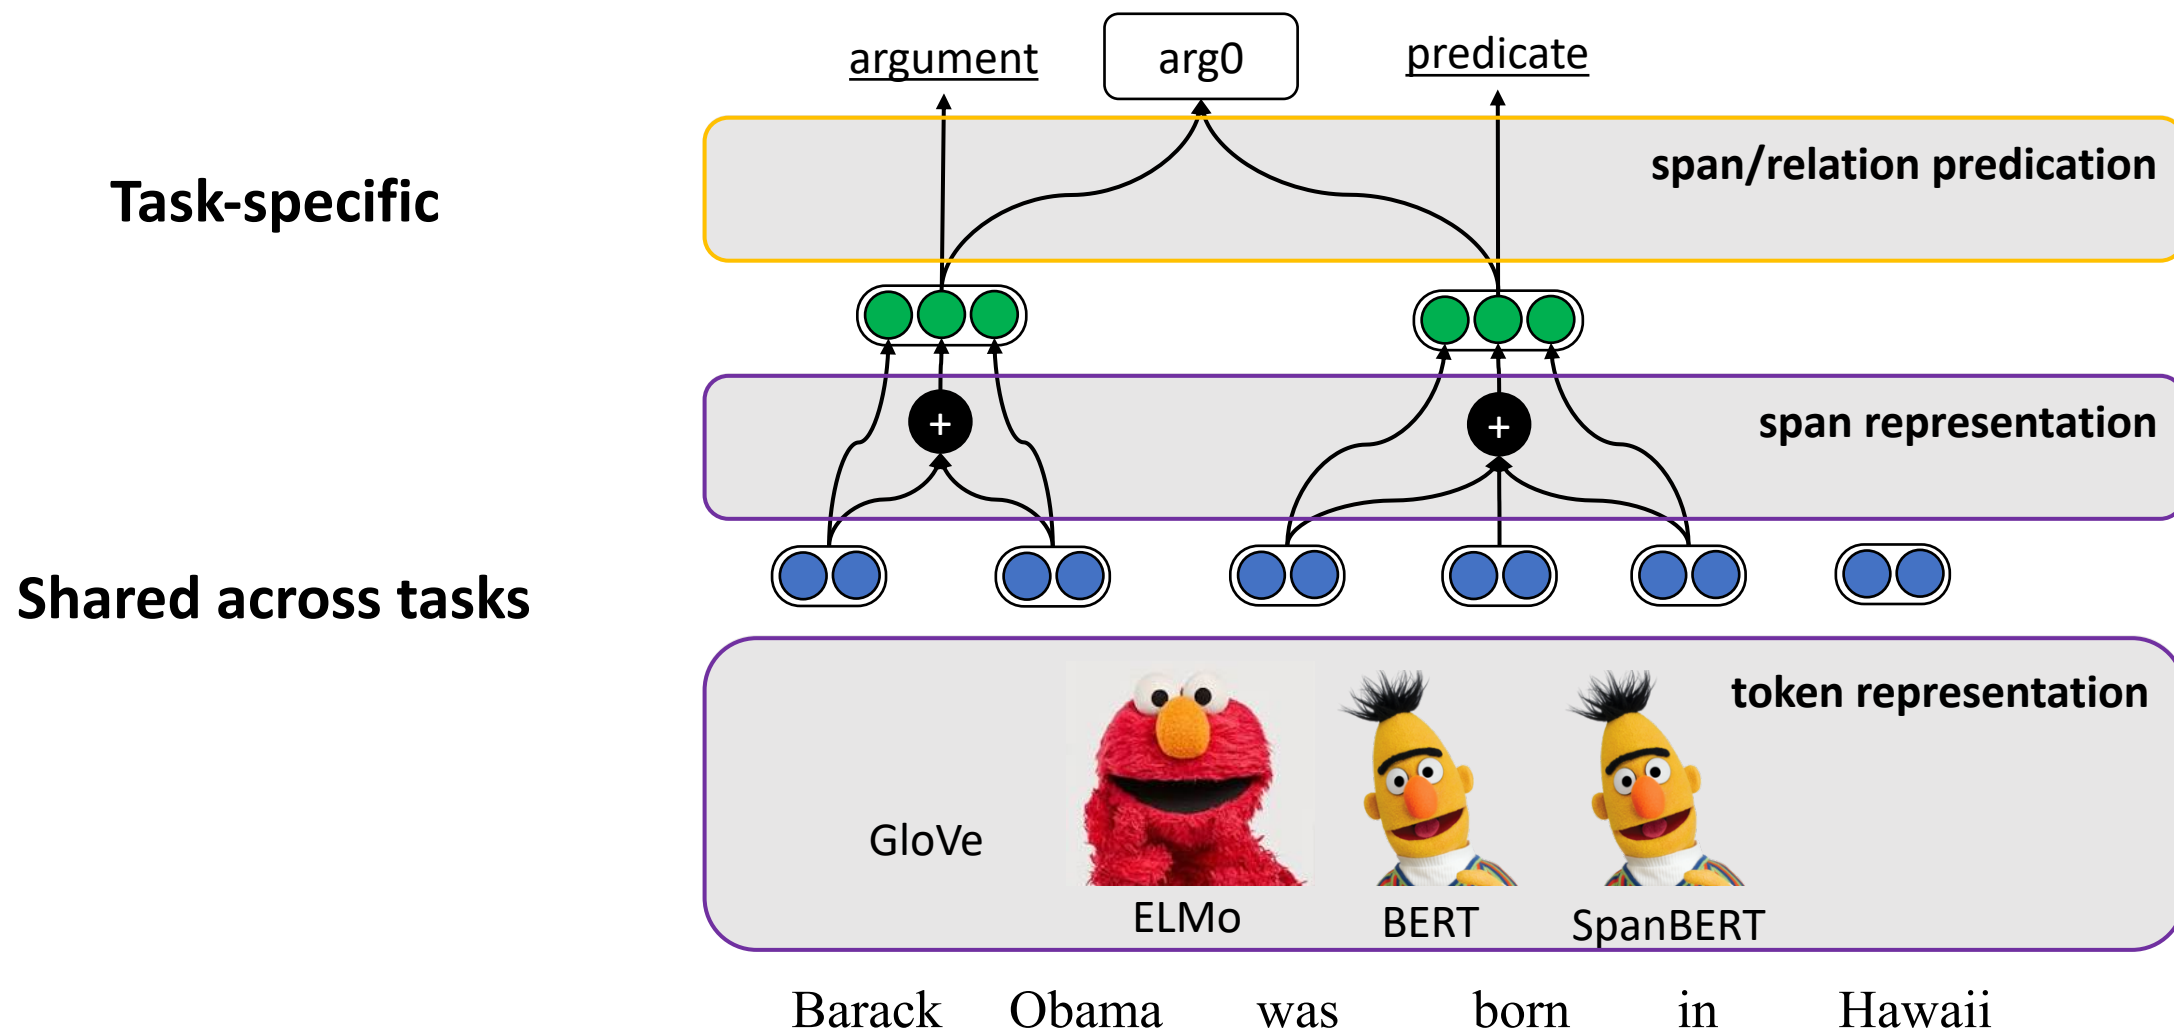 argument arg0 predicate
span/relation predication
Task-specific
+ +
span representation
Shared across tasks
token representation
GloVe
ELMo BERT SpanBERT
Barack Obama was born in Hawaii